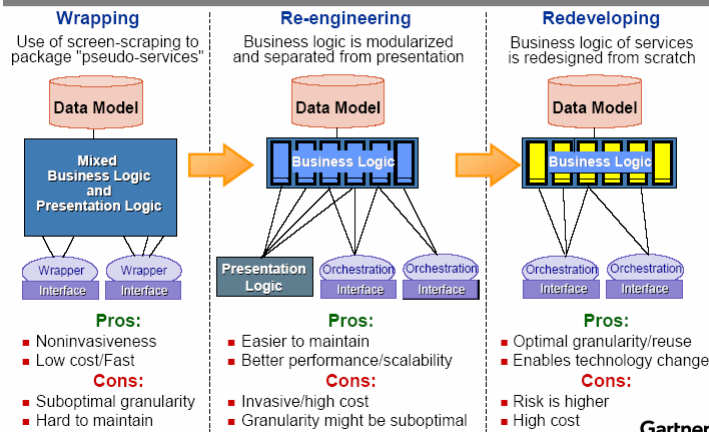 Wrapping
Use of screen-scraping to
package "pseudo-services"
Data Model
Mixed
Business Logic
and
Presentation Logic
Wrapper
Interface
Wrapper
Interface
Pros:
Noninvasiveness
Low cost/Fast
Cons:
Suboptimal granularity
Hard to maintain
Re-engineering
Business logic is modularized
and separated from presentation
Data Model
Business Logic
Presentation
Logic
Orchestration
Interface
Orchestration
Interface
Pros:
Easier to maintain
Better performance/scalability
Cons:
Invasive/high cost
Granularity might be suboptimal
Redeveloping
Business logic of services
is redesigned from scratch
Data Model
Business Logic
Orchestration
Interface
Orchestration
Interface
Pros:
Optimal granularity/reuse
Enables technology change
Cons:
Risk is higher
High cost
Gartner